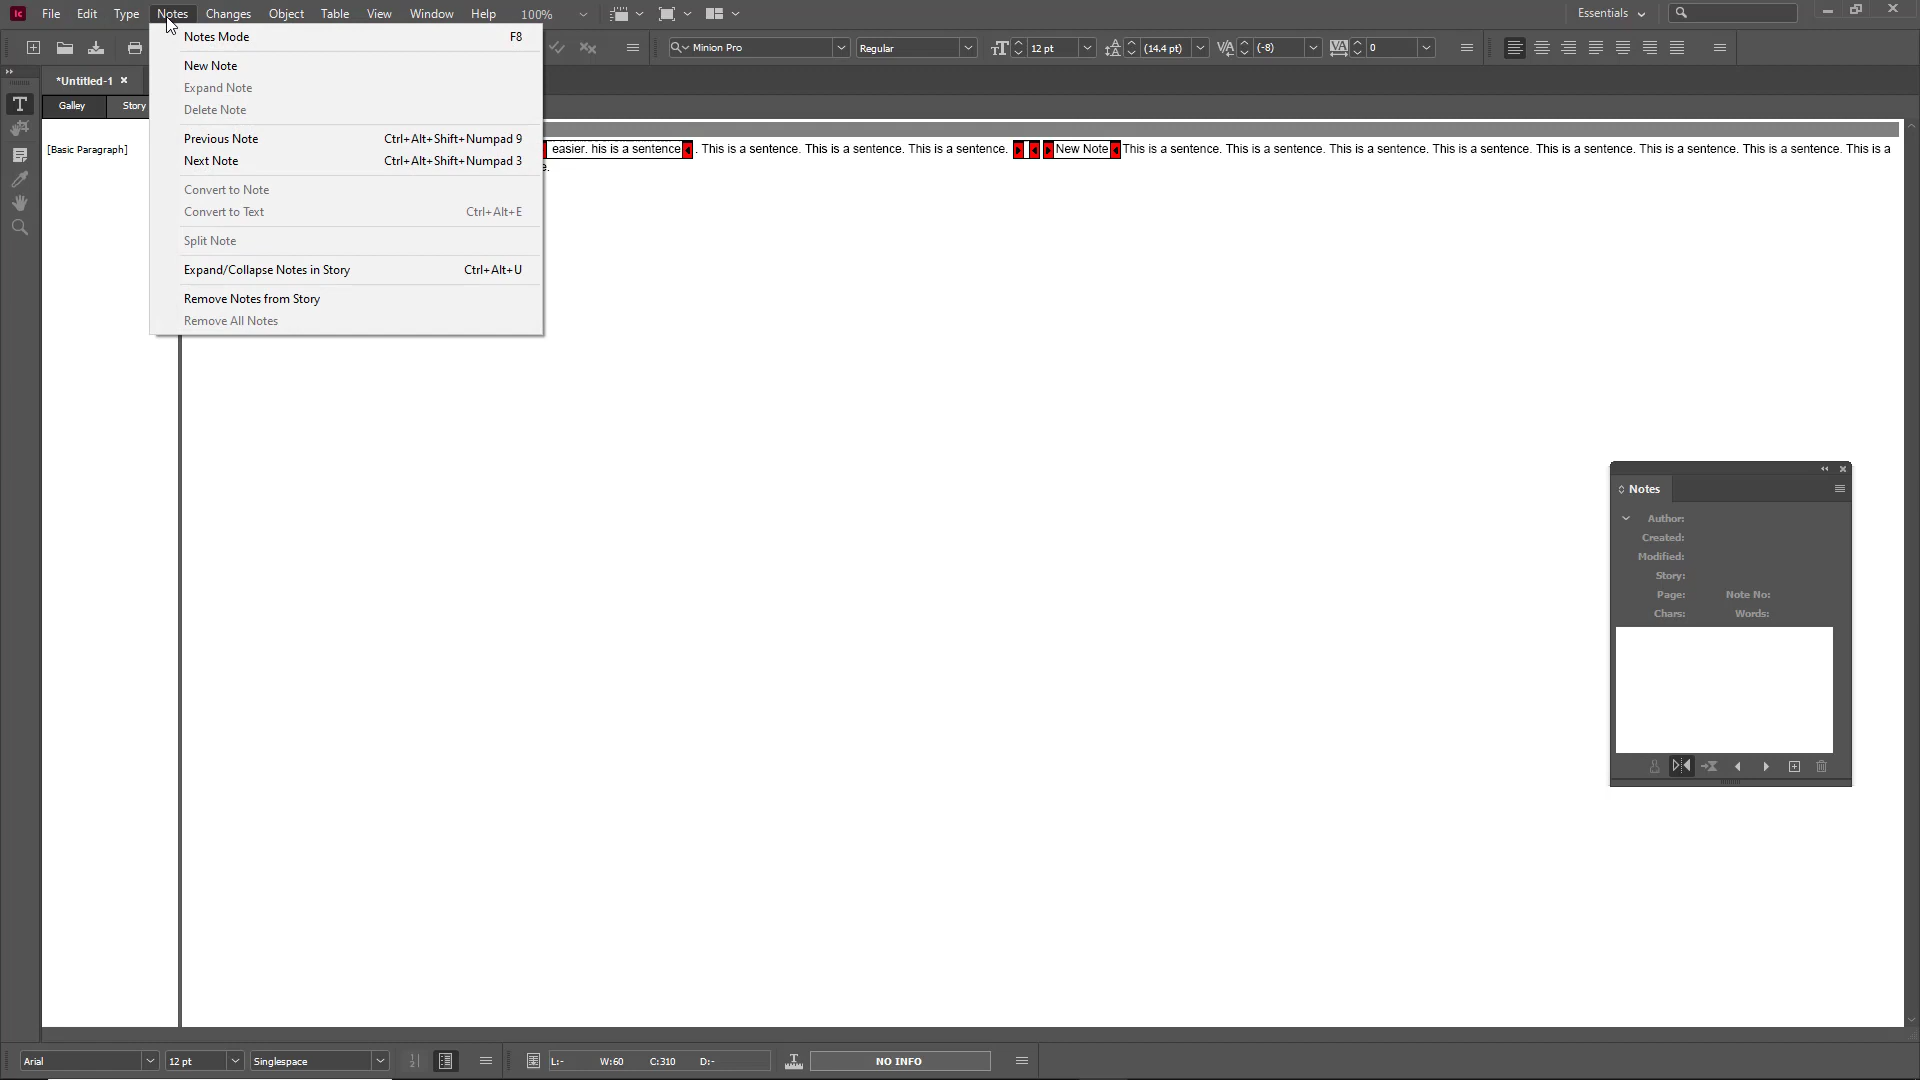 Ic File Edit Type Notes Changes Object Table View Window Help 100% Essentials
Minion Pro Regular 12 pt (14.4 pt) (-8) 0
*Untitled-1 ×
Galley Story
Notes Mode F8
New Note
Expand Note
Delete Note
Previous Note Ctrl+Alt+Shift+Numpad 9
Next Note Ctrl+Alt+Shift+Numpad 3
Convert to Note
Convert to Text Ctrl+Alt+E
Split Note
Expand/Collapse Notes in Story Ctrl+Alt+U
Remove Notes from Story
Remove All Notes
[Basic Paragraph]
easier. his is a sentence . This is a sentence. This is a sentence. This is a sentence. New Note This is a sentence. This is a sentence. This is a sentence. This is a sentence. This is a sentence. This is a sentence. This is a sentence. This is a
e.
Notes
Author:
Created:
Modified:
Story:
Page: Note No:
Chars: Words:
Arial 12 pt Singlespace L:- W:60 C:310 D:- NO INFO